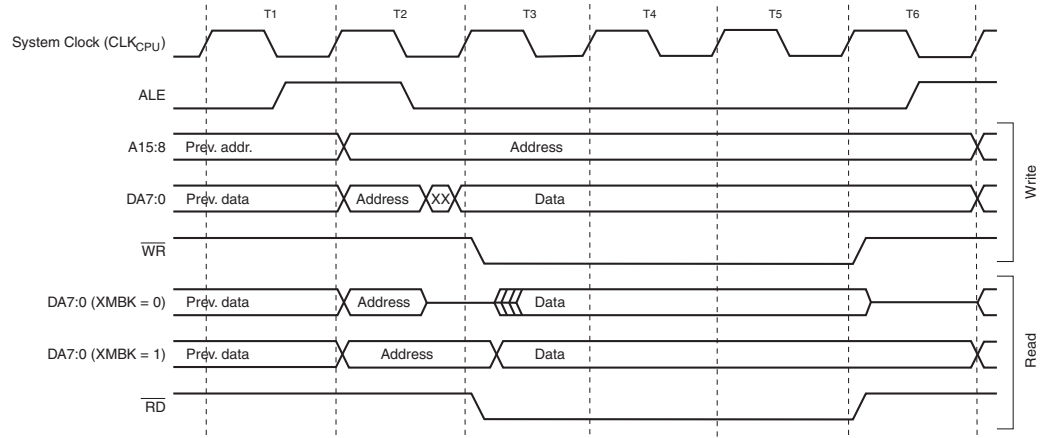 T1 T2 T3 T4 T5 T6
System Clock (CLKCPU)
ALE
A15:8 Prev. addr. Address
DA7:0 Prev. data Address XX Data
WR
Write
DA7:0 (XMBK = 0) Prev. data Address Data
DA7:0 (XMBK = 1) Prev. data Address Data
RD
Read